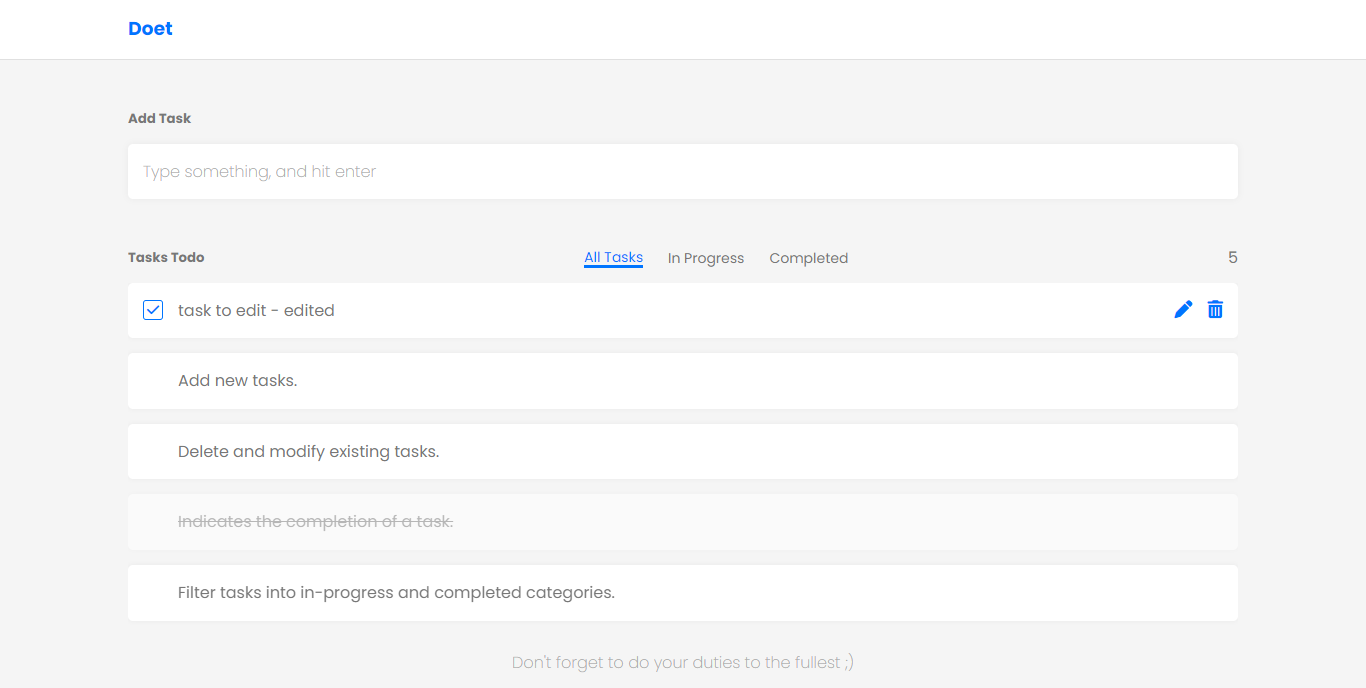 Doet
Add Task
Type something, and hit enter
Tasks Todo All Tasks In Progress Completed 5
task to edit - edited
Add new tasks.
Delete and modify existing tasks.
Indicates the completion of a task.
Filter tasks into in-progress and completed categories.
Don't forget to do your duties to the fullest ;)